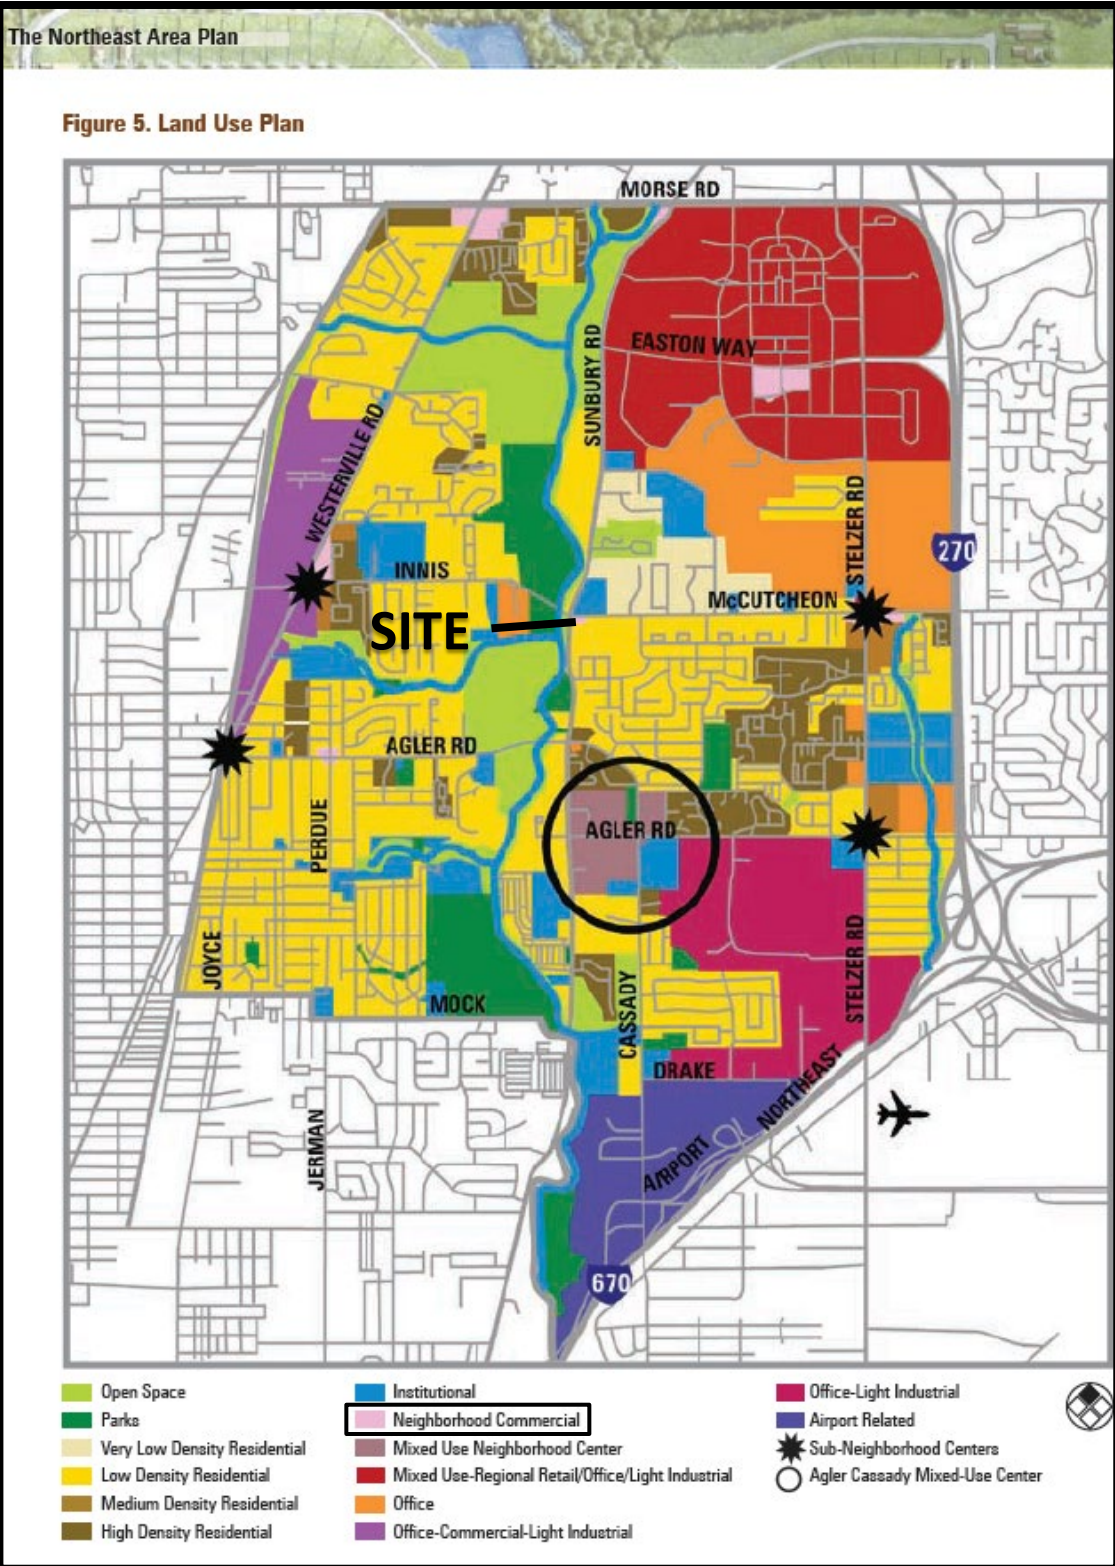 The Northeast Area Plan
Figure 5. Land Use Plan
MORSE RD
SUNBURY RD
EASTON WAY
WESTERVILLE RD
STELZER RD
270
INNIS
McCUTCHEON
SITE
AGLER RD
PERDUE
AGLER RD
JOYCE
STELZER RD
MOCK
CASSADY
DRAKE
NORTHEAST
JERMAN
AIRPORT
670
Open Space
Parks
Very Low Density Residential
Low Density Residential
Medium Density Residential
High Density Residential
Institutional
Neighborhood Commercial
Mixed Use Neighborhood Center
Mixed Use-Regional Retail/Office/Light Industrial
Office
Office-Commercial-Light Industrial
Office-Light Industrial
Airport Related
Sub-Neighborhood Centers
Agler Cassady Mixed-Use Center